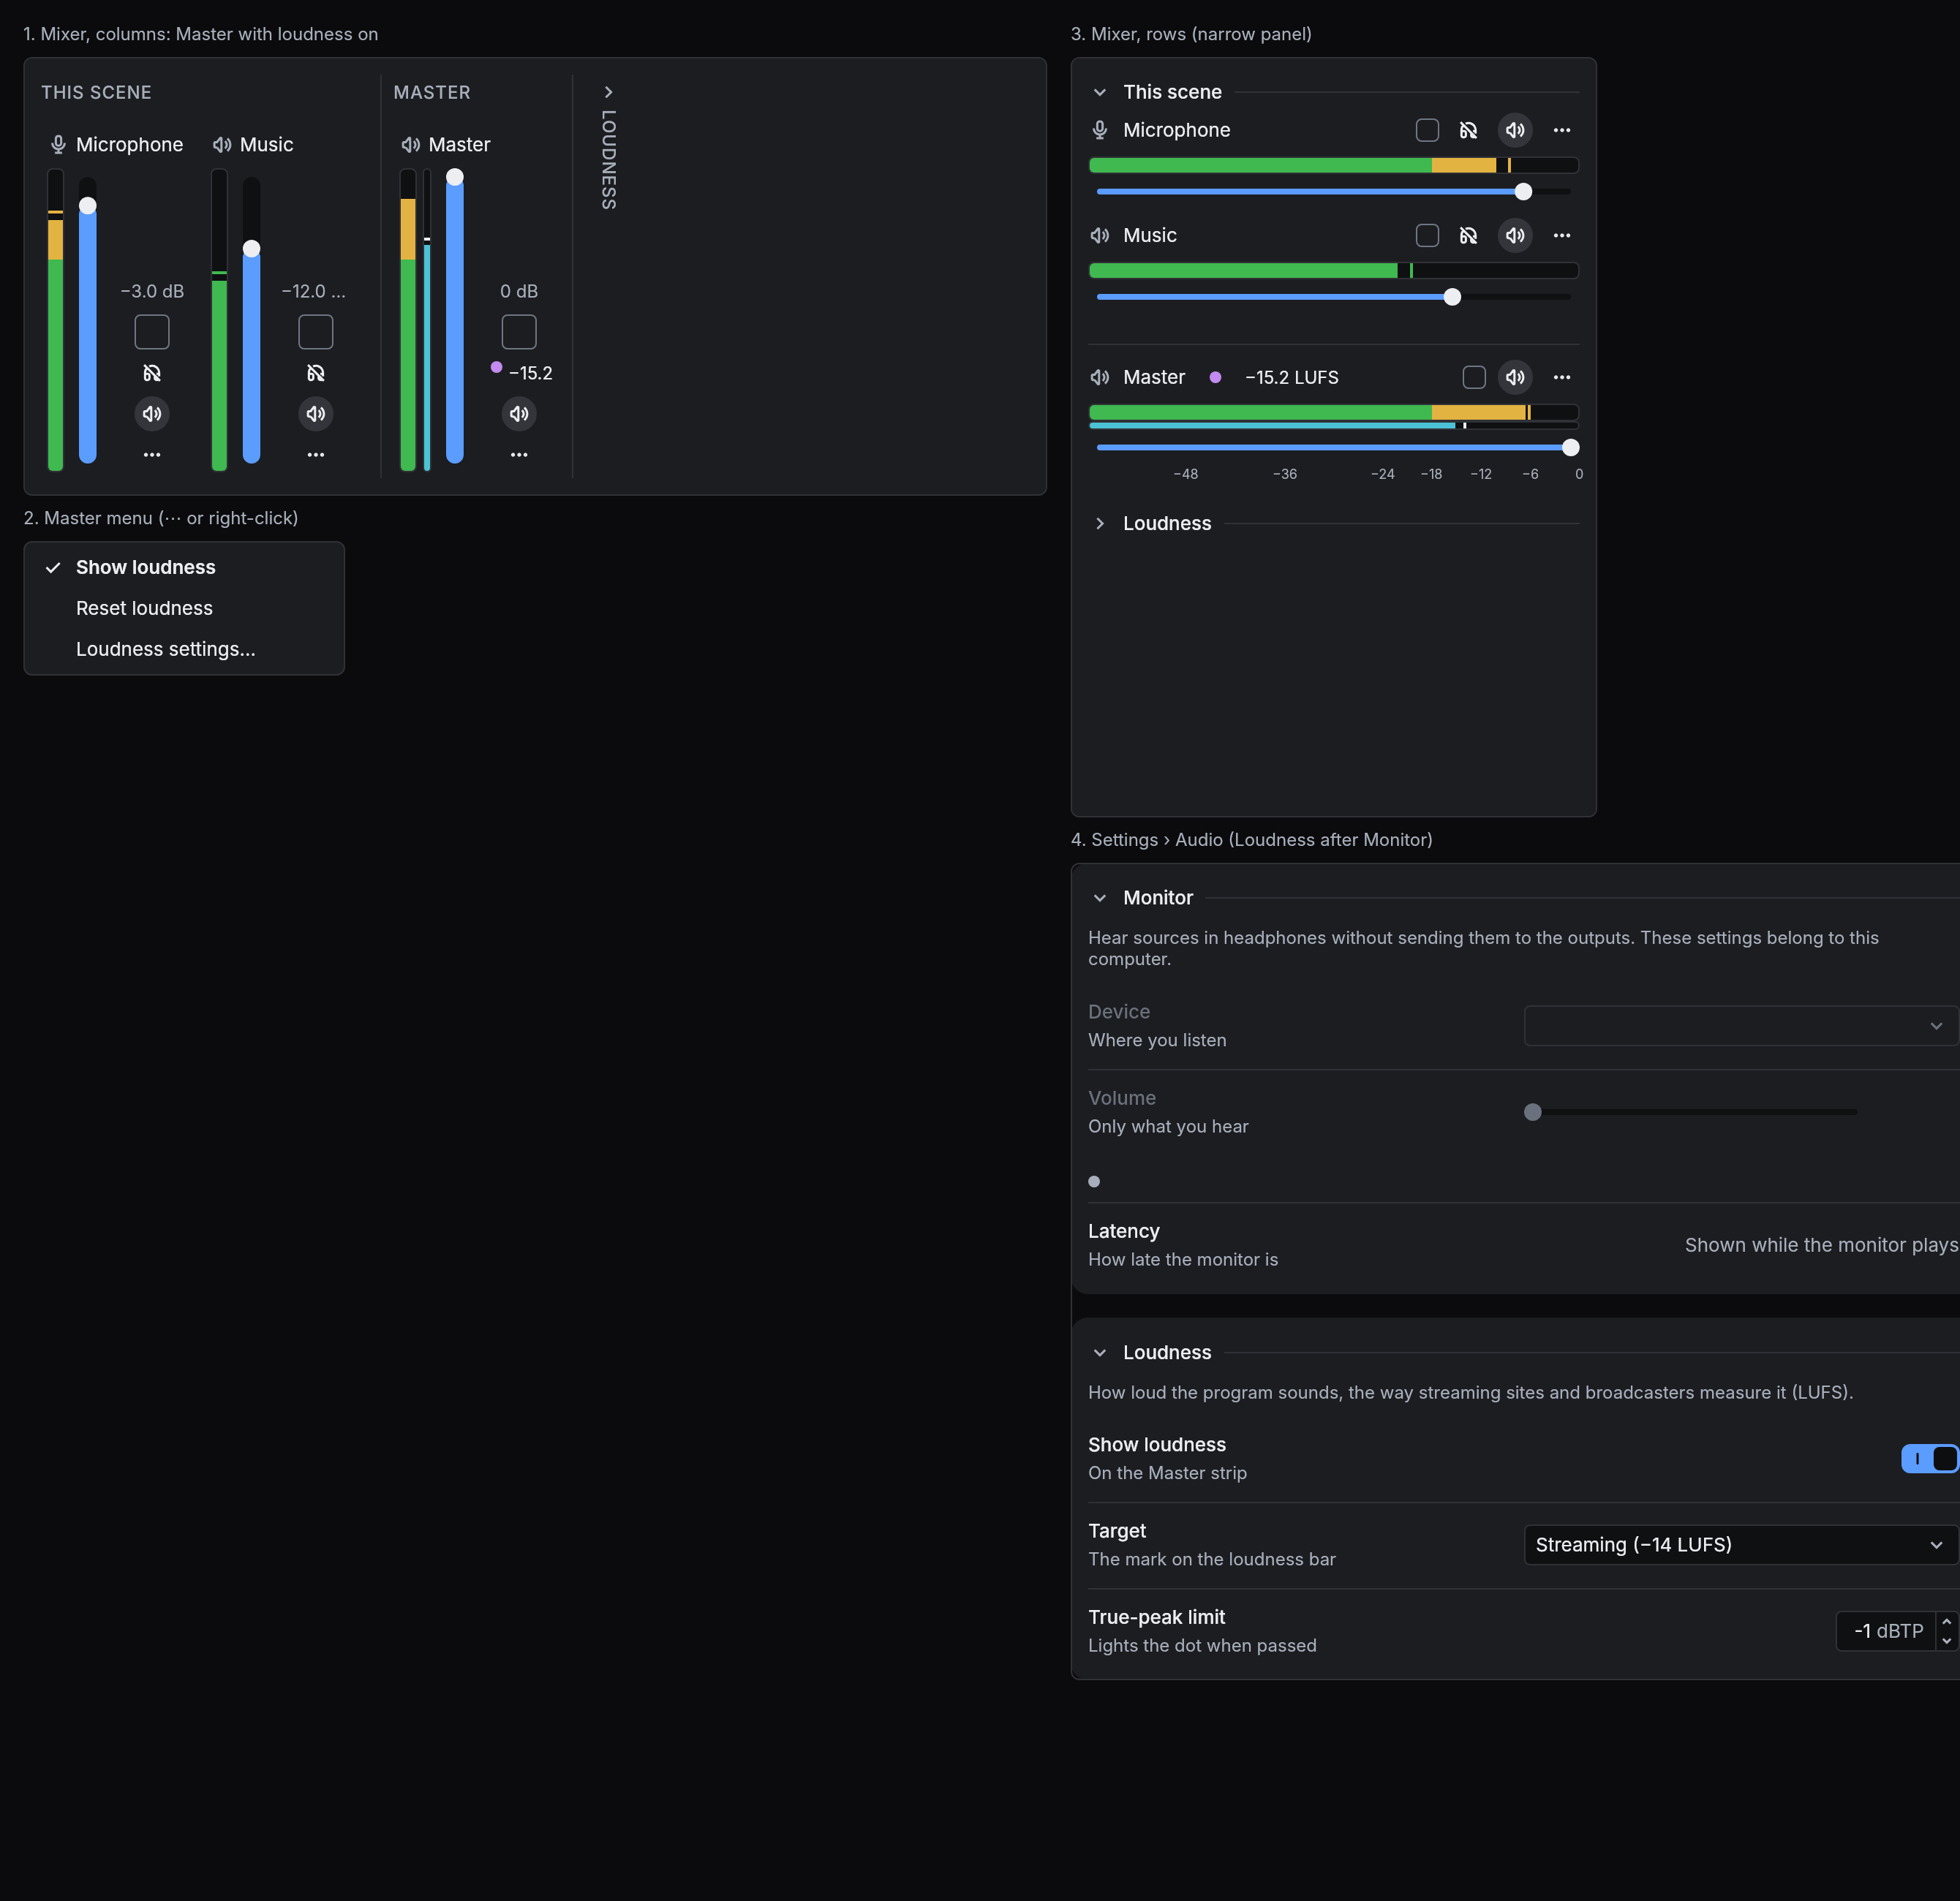 1. Mixer, columns: Master with loudness on
THIS SCENE
MASTER
LOUDNESS
Microphone
Music
Master
−3.0 dB
−12.0 ...
0 dB
−15.2
2. Master menu (··· or right-click)
Show loudness
Reset loudness
Loudness settings...
3. Mixer, rows (narrow panel)
This scene
Microphone
Music
Master
−15.2 LUFS
−48 −36 −24 −18 −12 −6 0
Loudness
4. Settings › Audio (Loudness after Monitor)
Monitor
Hear sources in headphones without sending them to the outputs. These settings belong to this
computer.
Device
Where you listen
Volume
Only what you hear
Latency
How late the monitor is
Shown while the monitor plays
Loudness
How loud the program sounds, the way streaming sites and broadcasters measure it (LUFS).
Show loudness
On the Master strip
Target
The mark on the loudness bar
Streaming (−14 LUFS)
True-peak limit
Lights the dot when passed
-1 dBTP